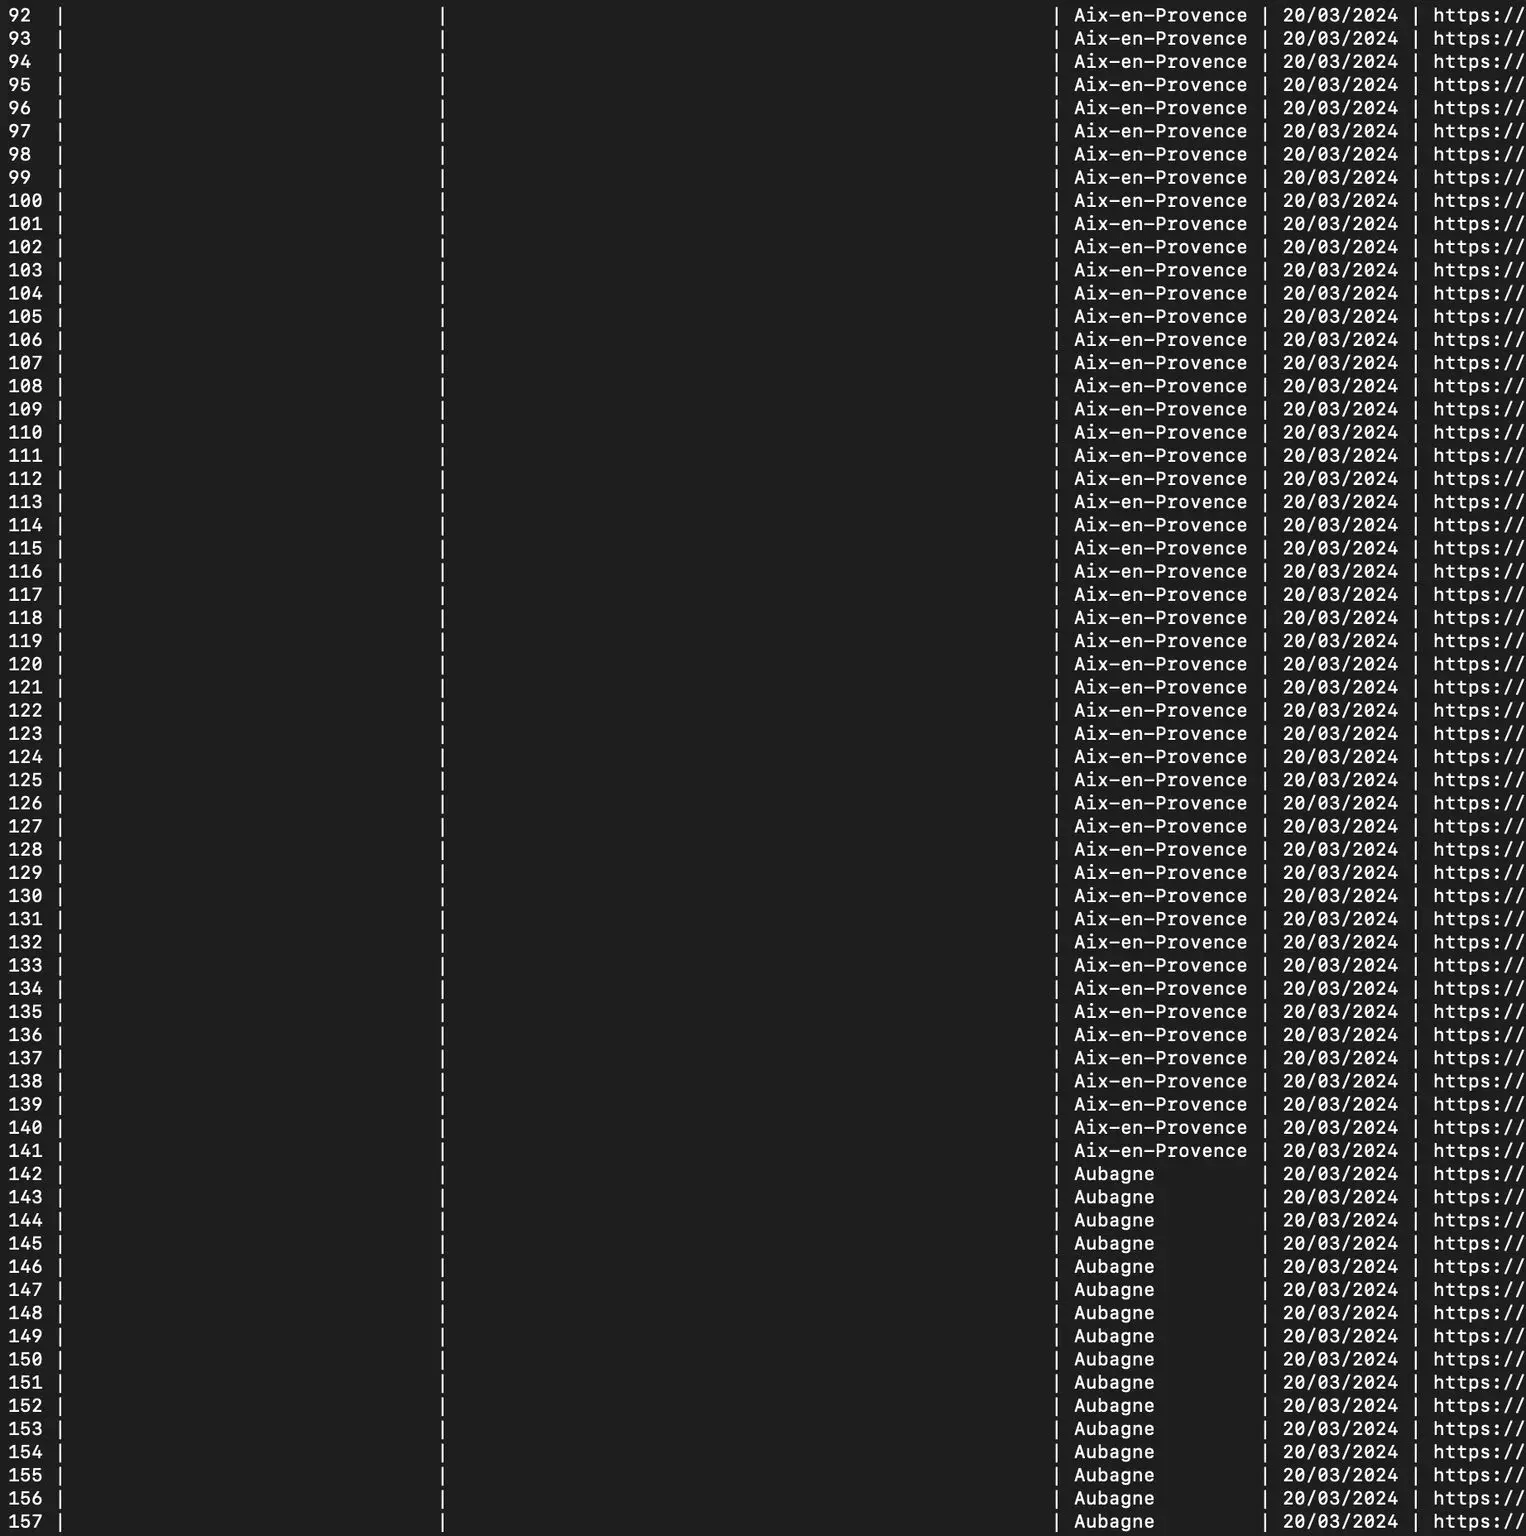 92 | | | Aix-en-Provence | 20/03/2024 | https://
93 | | | Aix-en-Provence | 20/03/2024 | https://
94 | | | Aix-en-Provence | 20/03/2024 | https://
95 | | | Aix-en-Provence | 20/03/2024 | https://
96 | | | Aix-en-Provence | 20/03/2024 | https://
97 | | | Aix-en-Provence | 20/03/2024 | https://
98 | | | Aix-en-Provence | 20/03/2024 | https://
99 | | | Aix-en-Provence | 20/03/2024 | https://
100 | | | Aix-en-Provence | 20/03/2024 | https://
101 | | | Aix-en-Provence | 20/03/2024 | https://
102 | | | Aix-en-Provence | 20/03/2024 | https://
103 | | | Aix-en-Provence | 20/03/2024 | https://
104 | | | Aix-en-Provence | 20/03/2024 | https://
105 | | | Aix-en-Provence | 20/03/2024 | https://
106 | | | Aix-en-Provence | 20/03/2024 | https://
107 | | | Aix-en-Provence | 20/03/2024 | https://
108 | | | Aix-en-Provence | 20/03/2024 | https://
109 | | | Aix-en-Provence | 20/03/2024 | https://
110 | | | Aix-en-Provence | 20/03/2024 | https://
111 | | | Aix-en-Provence | 20/03/2024 | https://
112 | | | Aix-en-Provence | 20/03/2024 | https://
113 | | | Aix-en-Provence | 20/03/2024 | https://
114 | | | Aix-en-Provence | 20/03/2024 | https://
115 | | | Aix-en-Provence | 20/03/2024 | https://
116 | | | Aix-en-Provence | 20/03/2024 | https://
117 | | | Aix-en-Provence | 20/03/2024 | https://
118 | | | Aix-en-Provence | 20/03/2024 | https://
119 | | | Aix-en-Provence | 20/03/2024 | https://
120 | | | Aix-en-Provence | 20/03/2024 | https://
121 | | | Aix-en-Provence | 20/03/2024 | https://
122 | | | Aix-en-Provence | 20/03/2024 | https://
123 | | | Aix-en-Provence | 20/03/2024 | https://
124 | | | Aix-en-Provence | 20/03/2024 | https://
125 | | | Aix-en-Provence | 20/03/2024 | https://
126 | | | Aix-en-Provence | 20/03/2024 | https://
127 | | | Aix-en-Provence | 20/03/2024 | https://
128 | | | Aix-en-Provence | 20/03/2024 | https://
129 | | | Aix-en-Provence | 20/03/2024 | https://
130 | | | Aix-en-Provence | 20/03/2024 | https://
131 | | | Aix-en-Provence | 20/03/2024 | https://
132 | | | Aix-en-Provence | 20/03/2024 | https://
133 | | | Aix-en-Provence | 20/03/2024 | https://
134 | | | Aix-en-Provence | 20/03/2024 | https://
135 | | | Aix-en-Provence | 20/03/2024 | https://
136 | | | Aix-en-Provence | 20/03/2024 | https://
137 | | | Aix-en-Provence | 20/03/2024 | https://
138 | | | Aix-en-Provence | 20/03/2024 | https://
139 | | | Aix-en-Provence | 20/03/2024 | https://
140 | | | Aix-en-Provence | 20/03/2024 | https://
141 | | | Aix-en-Provence | 20/03/2024 | https://
142 | | | Aubagne | 20/03/2024 | https://
143 | | | Aubagne | 20/03/2024 | https://
144 | | | Aubagne | 20/03/2024 | https://
145 | | | Aubagne | 20/03/2024 | https://
146 | | | Aubagne | 20/03/2024 | https://
147 | | | Aubagne | 20/03/2024 | https://
148 | | | Aubagne | 20/03/2024 | https://
149 | | | Aubagne | 20/03/2024 | https://
150 | | | Aubagne | 20/03/2024 | https://
151 | | | Aubagne | 20/03/2024 | https://
152 | | | Aubagne | 20/03/2024 | https://
153 | | | Aubagne | 20/03/2024 | https://
154 | | | Aubagne | 20/03/2024 | https://
155 | | | Aubagne | 20/03/2024 | https://
156 | | | Aubagne | 20/03/2024 | https://
157 | | | Aubagne | 20/03/2024 | https://